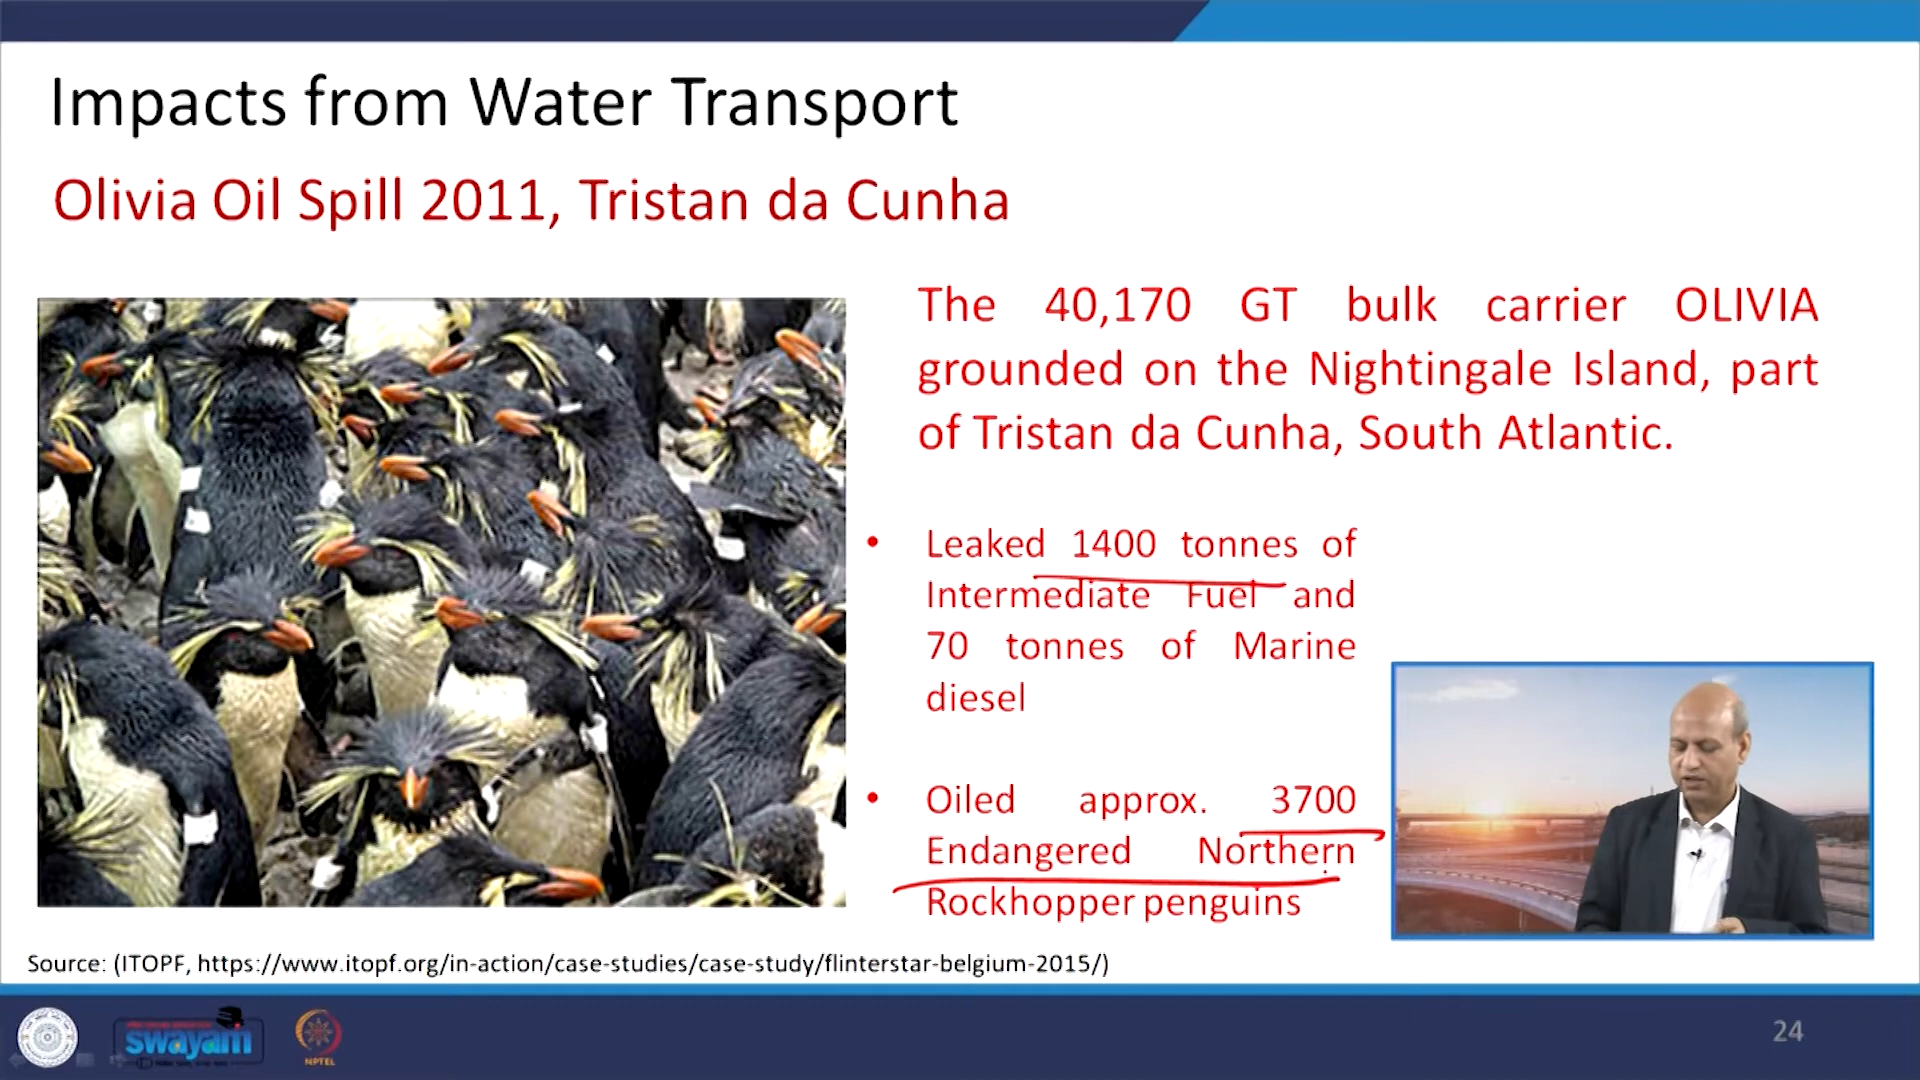 Impacts from Water Transport
Olivia Oil Spill 2011, Tristan da Cunha
The 40,170 GT bulk carrier OLIVIA
grounded on the Nightingale Island, part
of Tristan da Cunha, South Atlantic.
• Leaked 1400 tonnes of
Intermediate Fuel and
70 tonnes of Marine
diesel
• Oiled approx. 3700
Endangered Northern
Rockhopper penguins
Source: (ITOPF, https://www.itopf.org/in-action/case-studies/case-study/flinterstar-belgium-2015/)
swayam
NPTEL
24